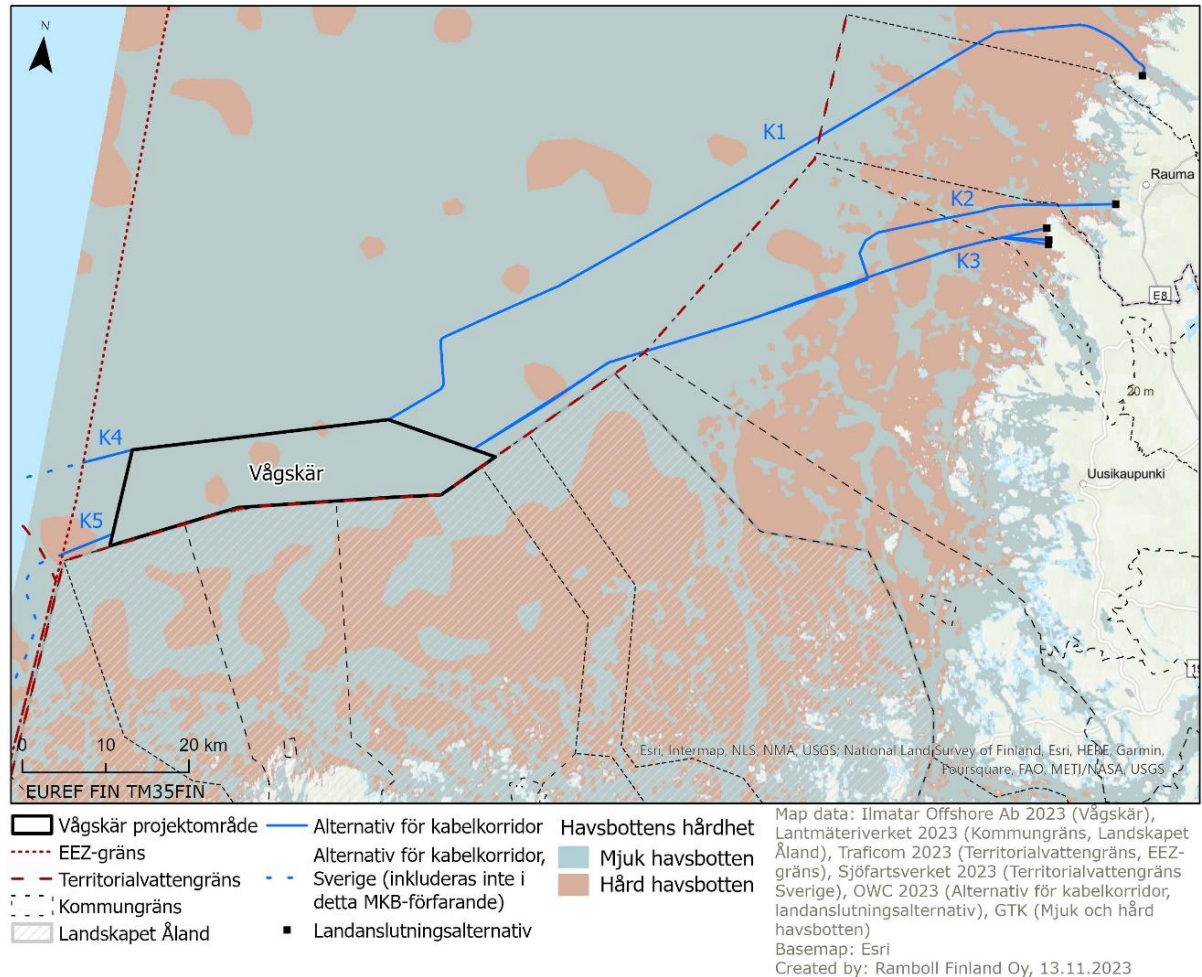 N
K1
Rauma
K2
K3
E8
20 m
K4
Vågskär
Uusikaupunki
K5
0 10 20 km
Esri, Intermap, NLS, NMA, USGS; National Land Survey of Finland, Esri, HERE, Garmin,
Foursquare, FAO, METI/NASA, USGS
EUREF FIN TM35FIN
Vågskär projektområde
EEZ-gräns
Territorialvattengräns
Kommungräns
Landskapet Åland
Alternativ för kabelkorridor
Alternativ för kabelkorridor,
Sverige (inkluderas inte i
detta MKB-förfarande)
Landanslutningsalternativ
Havsbottens hårdhet
Mjuk havsbotten
Hård havsbotten
Map data: Ilmatar Offshore Ab 2023 (Vågskär),
Lantmäteriverket 2023 (Kommungräns, Landskapet
Åland), Traficom 2023 (Territorialvattengräns, EEZ-
gräns), Sjöfartsverket 2023 (Territorialvattengräns
Sverige), OWC 2023 (Alternativ för kabelkorridor,
landanslutningsalternativ), GTK (Mjuk och hård
havsbotten)
Basemap: Esri
Created by: Ramboll Finland Oy, 13.11.2023